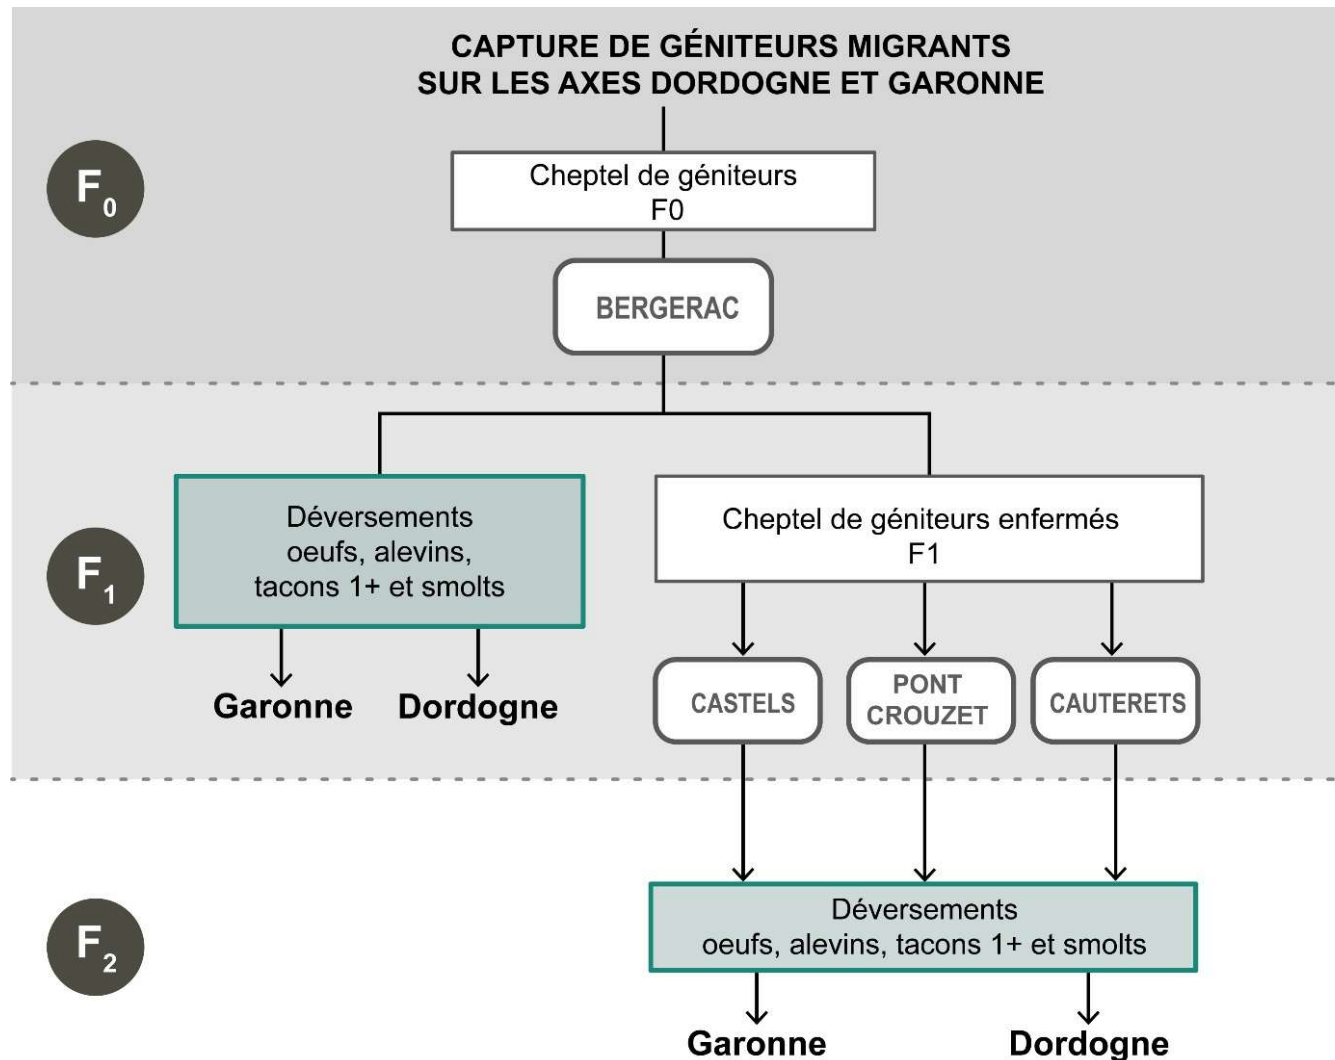 CAPTURE DE GÉNITEURS MIGRANTS
SUR LES AXES DORDOGNE ET GARONNE
F0
Cheptel de géniteurs
F0
BERGERAC
F1
Déversements
oeufs, alevins,
tacons 1+ et smolts
Garonne
Dordogne
Cheptel de géniteurs enfermés
F1
CASTELS
PONT
CROUZET
CAUTERETS
F2
Déversements
oeufs, alevins, tacons 1+ et smolts
Garonne
Dordogne